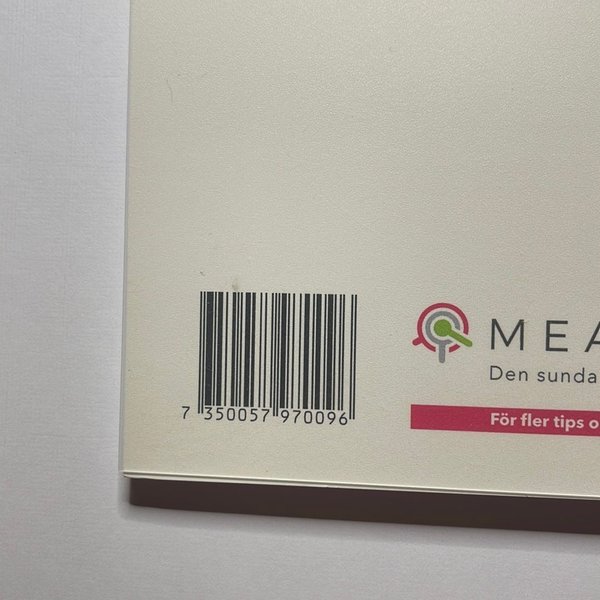 7 350057 970096
MEA
Den sunda
För fler tips o